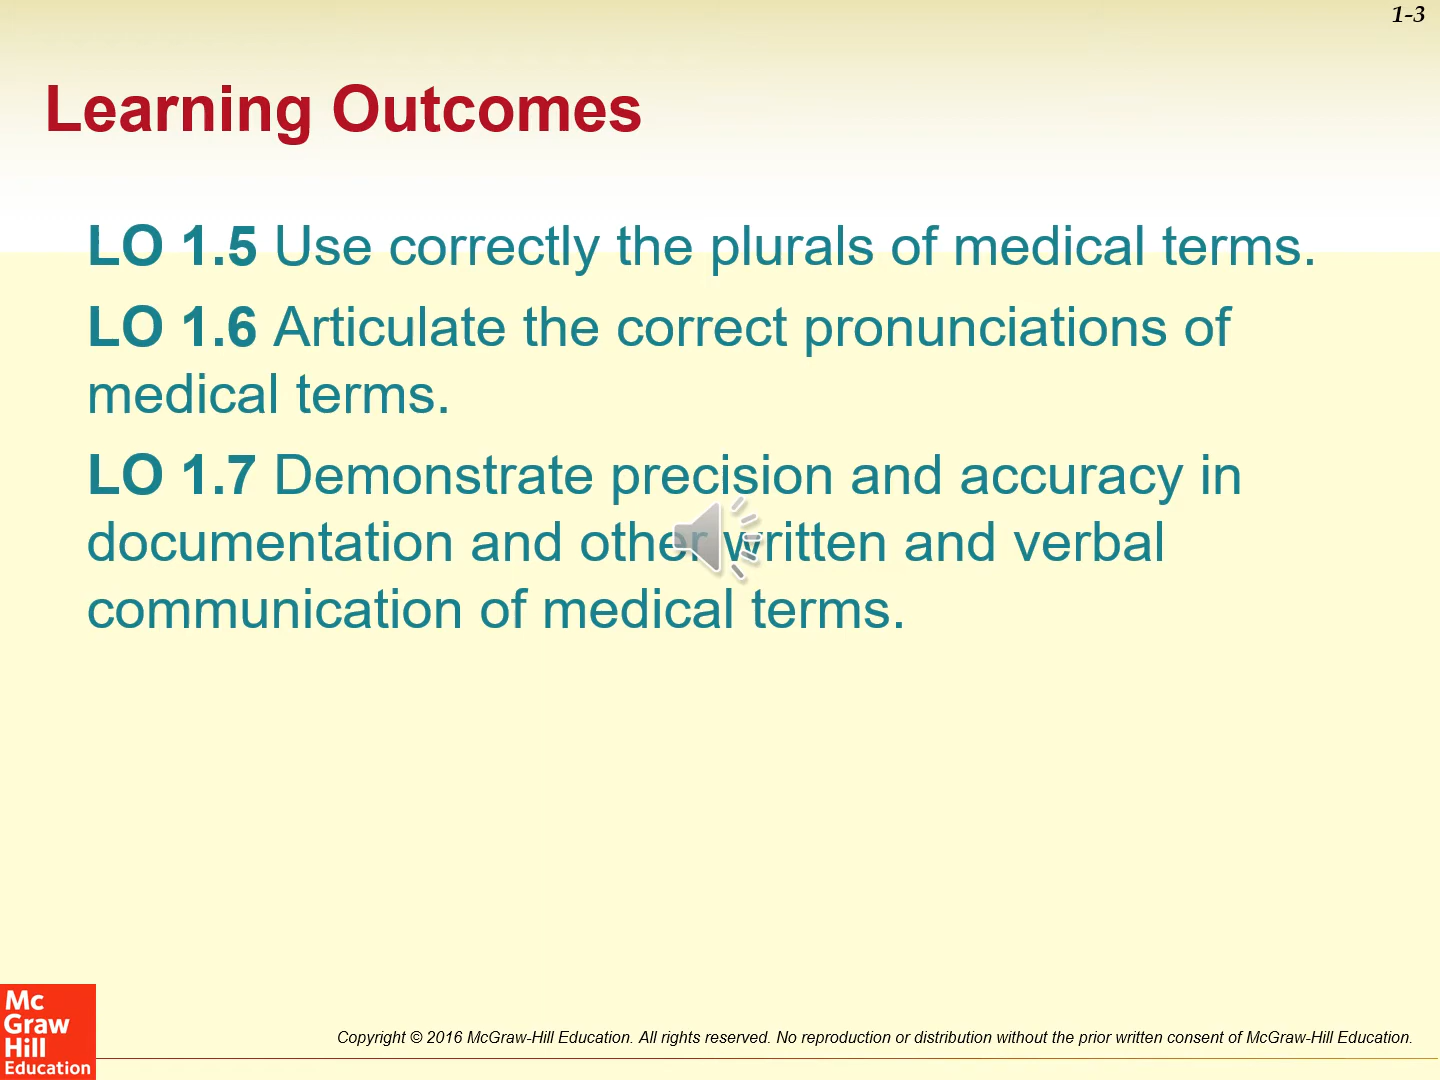 1-3
Learning Outcomes
LO 1.5 Use correctly the plurals of medical terms.
LO 1.6 Articulate the correct pronunciations of
medical terms.
LO 1.7 Demonstrate precision and accuracy in
documentation and other written and verbal
communication of medical terms.
Mc
Graw
Hill
Education
Copyright © 2016 McGraw-Hill Education. All rights reserved. No reproduction or distribution without the prior written consent of McGraw-Hill Education.